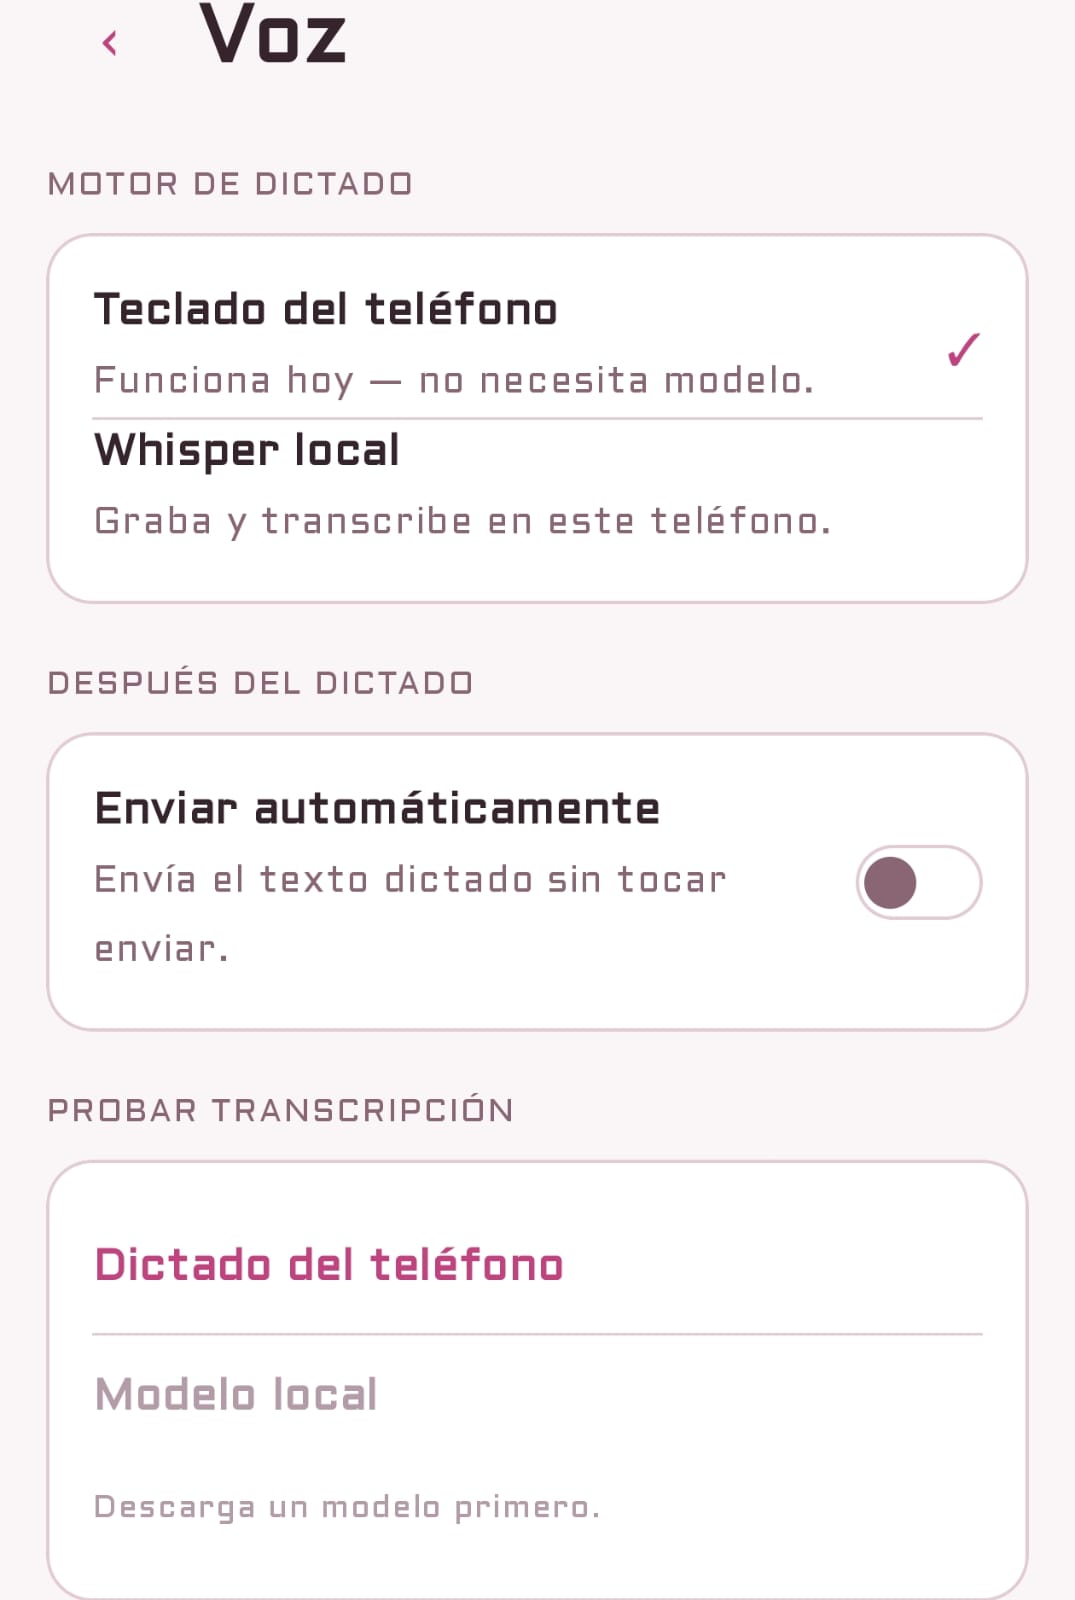 Voz
MOTOR DE DICTADO
Teclado del teléfono
Funciona hoy — no necesita modelo.
Whisper local
Graba y transcribe en este teléfono.
DESPUÉS DEL DICTADO
Enviar automáticamente
Envía el texto dictado sin tocar
enviar.
PROBAR TRANSCRIPCIÓN
Dictado del teléfono
Modelo local
Descarga un modelo primero.